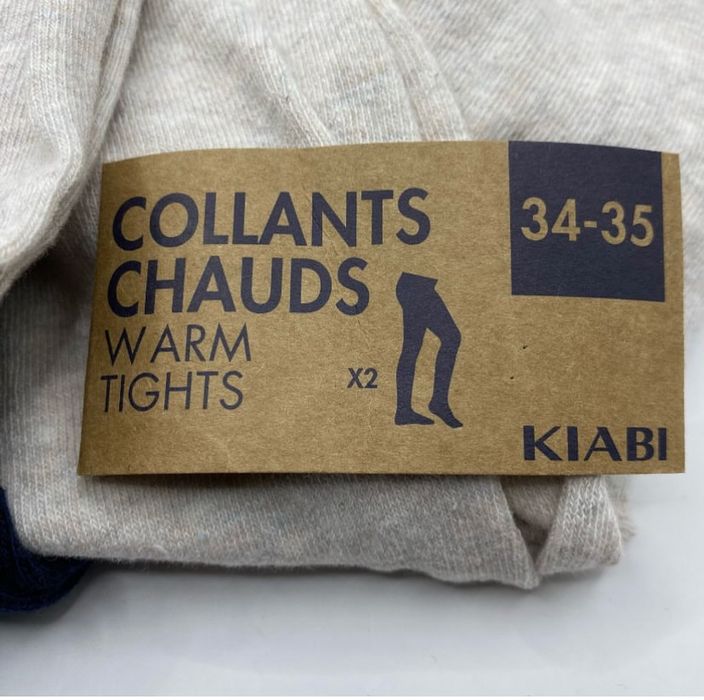 COLLANTS
CHAUDS
WARM
TIGHTS
X2
34-35
KIABI